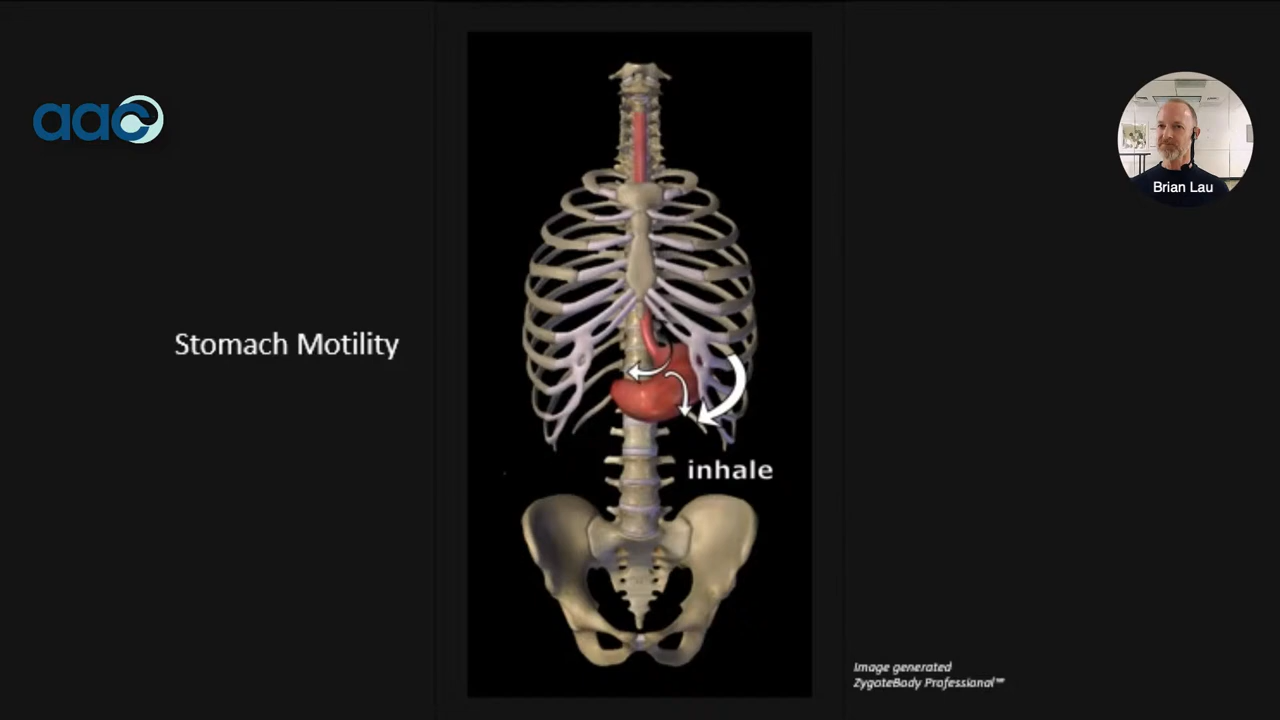 aac
Brian Lau
Stomach Motility
inhale
Image generated
ZygoteBody Professional™